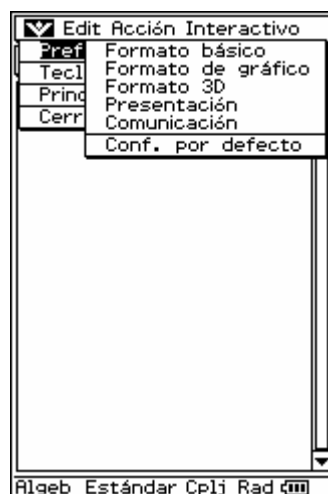 Edit Acción Interactivo
Pref
Tecl
Princ
Cerr
Formato básico
Formato de gráfico
Formato 3D
Presentación
Comunicación
Conf. por defecto
Algeb Estándar Cplj Rad